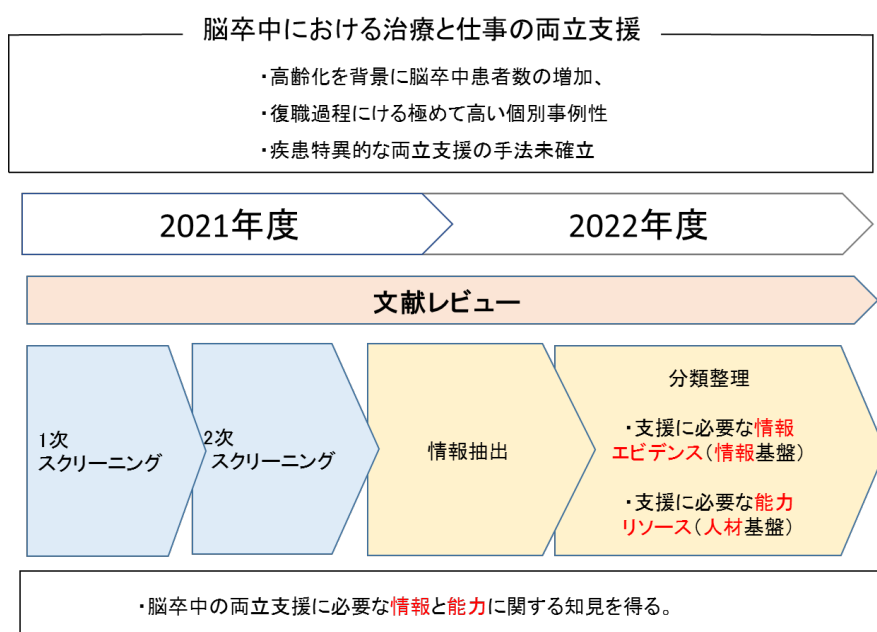 脳卒中における治療と仕事の両立支援
・高齢化を背景に脳卒中患者数の増加、
・復職過程にける極めて高い個別事例性
・疾患特異的な両立支援の手法未確立
2021年度
2022年度
文献レビュー
1次
スクリーニング
2次
スクリーニング
情報抽出
分類整理
・支援に必要な情報
エビデンス(情報基盤)
・支援に必要な能力
リソース(人材基盤)
・脳卒中の両立支援に必要な情報と能力に関する知見を得る。